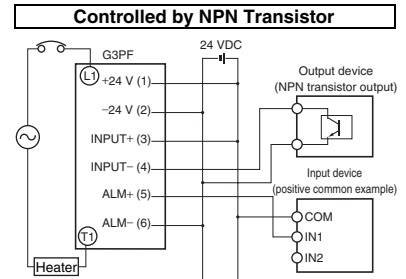 Controlled by NPN Transistor
24 VDC
G3PF
L1
+24 V (1)
−24 V (2)
INPUT+ (3)
INPUT− (4)
ALM+ (5)
ALM− (6)
T1
Heater
Output device
(NPN transistor output)
Input device
(positive common example)
COM
IN1
IN2